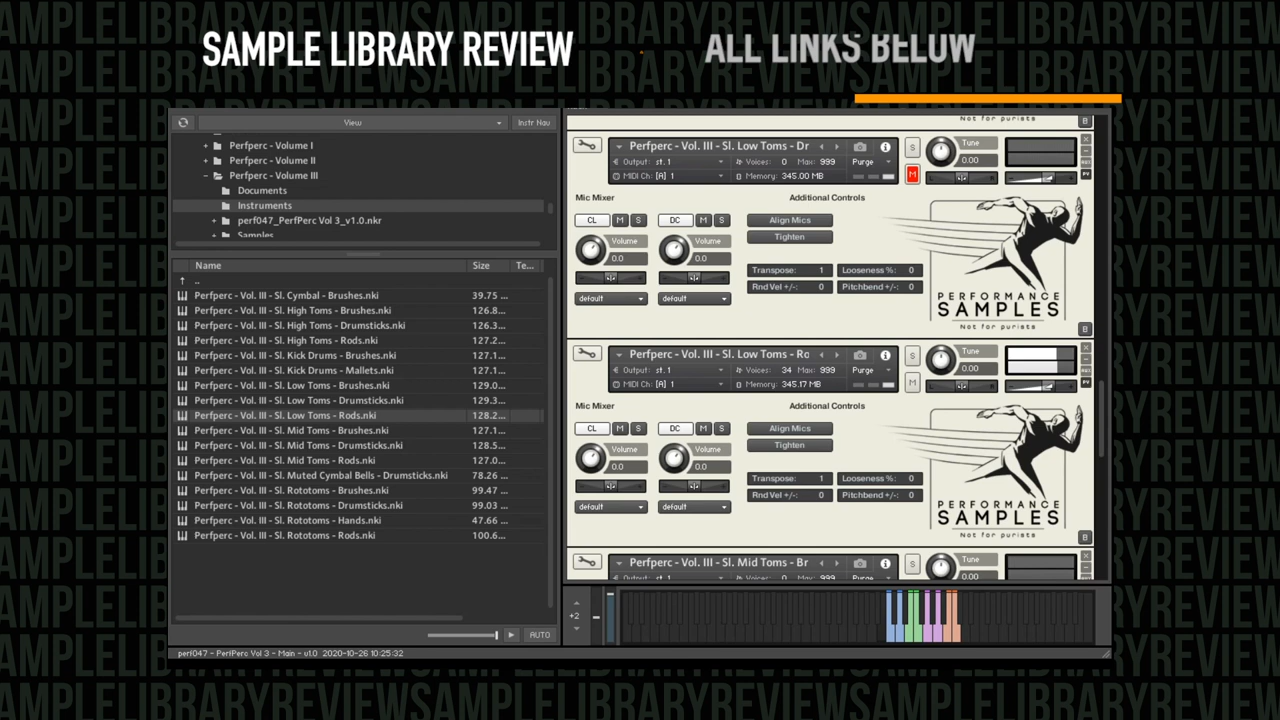 SAMPLE LIBRARY REVIEW
ALL LINKS BELOW
View
Instr Nav
Perfperc - Volume I
Perfperc - Volume II
Perfperc - Volume III
Documents
Instruments
perf047_PerfPerc Vol 3_v1.0.nkr
Samples
Name Size Te...
..
Perfperc - Vol. III - Sl. Cymbal - Brushes.nki 39.75 ...
Perfperc - Vol. III - Sl. High Toms - Brushes.nki 126.8...
Perfperc - Vol. III - Sl. High Toms - Drumsticks.nki 126.3...
Perfperc - Vol. III - Sl. High Toms - Rods.nki 127.2...
Perfperc - Vol. III - Sl. Kick Drums - Brushes.nki 127.1...
Perfperc - Vol. III - Sl. Kick Drums - Mallets.nki 127.1...
Perfperc - Vol. III - Sl. Low Toms - Brushes.nki 129.0...
Perfperc - Vol. III - Sl. Low Toms - Drumsticks.nki 129.3...
Perfperc - Vol. III - Sl. Low Toms - Rods.nki 128.2...
Perfperc - Vol. III - Sl. Mid Toms - Brushes.nki 127.1...
Perfperc - Vol. III - Sl. Mid Toms - Drumsticks.nki 128.5...
Perfperc - Vol. III - Sl. Mid Toms - Rods.nki 127.0...
Perfperc - Vol. III - Sl. Muted Cymbal Bells - Drumsticks.nki 78.26 ...
Perfperc - Vol. III - Sl. Rototoms - Brushes.nki 99.47 ...
Perfperc - Vol. III - Sl. Rototoms - Drumsticks.nki 99.03 ...
Perfperc - Vol. III - Sl. Rototoms - Hands.nki 47.66 ...
Perfperc - Vol. III - Sl. Rototoms - Rods.nki 100.6...
AUTO
perf047 - PerfPerc Vol 3 - Main - v1.0 2020-10-26 10:25:32
Not for purists
B
Perfperc - Vol. III - Sl. Low Toms - Dr
S
Tune
0.00
Output: st.1 Voices: 0 Max: 999 Purge
MIDI Ch: [A] 1 Memory: 345.00 MB
M
PV
Mic Mixer Additional Controls
CL M S DC M S Align Mics
Volume Volume Tighten
0.0 0.0
Transpose: 1 Looseness %: 0
Rnd Vel +/-: 0 Pitchbend +/-: 0
default default
PERFORMANCE
SAMPLES
Not for purists
B
Perfperc - Vol. III - Sl. Low Toms - Ro
S
Tune
0.00
Output: st.1 Voices: 34 Max: 999 Purge
MIDI Ch: [A] 1 Memory: 345.17 MB
M
PV
Mic Mixer Additional Controls
CL M S DC M S Align Mics
Volume Volume Tighten
0.0 0.0
Transpose: 1 Looseness %: 0
Rnd Vel +/-: 0 Pitchbend +/-: 0
default default
PERFORMANCE
SAMPLES
Not for purists
B
Perfperc - Vol. III - Sl. Mid Toms - Br
S
Tune
0.00
Output: st.1 Voices: 0 Max: 999 Purge
+2